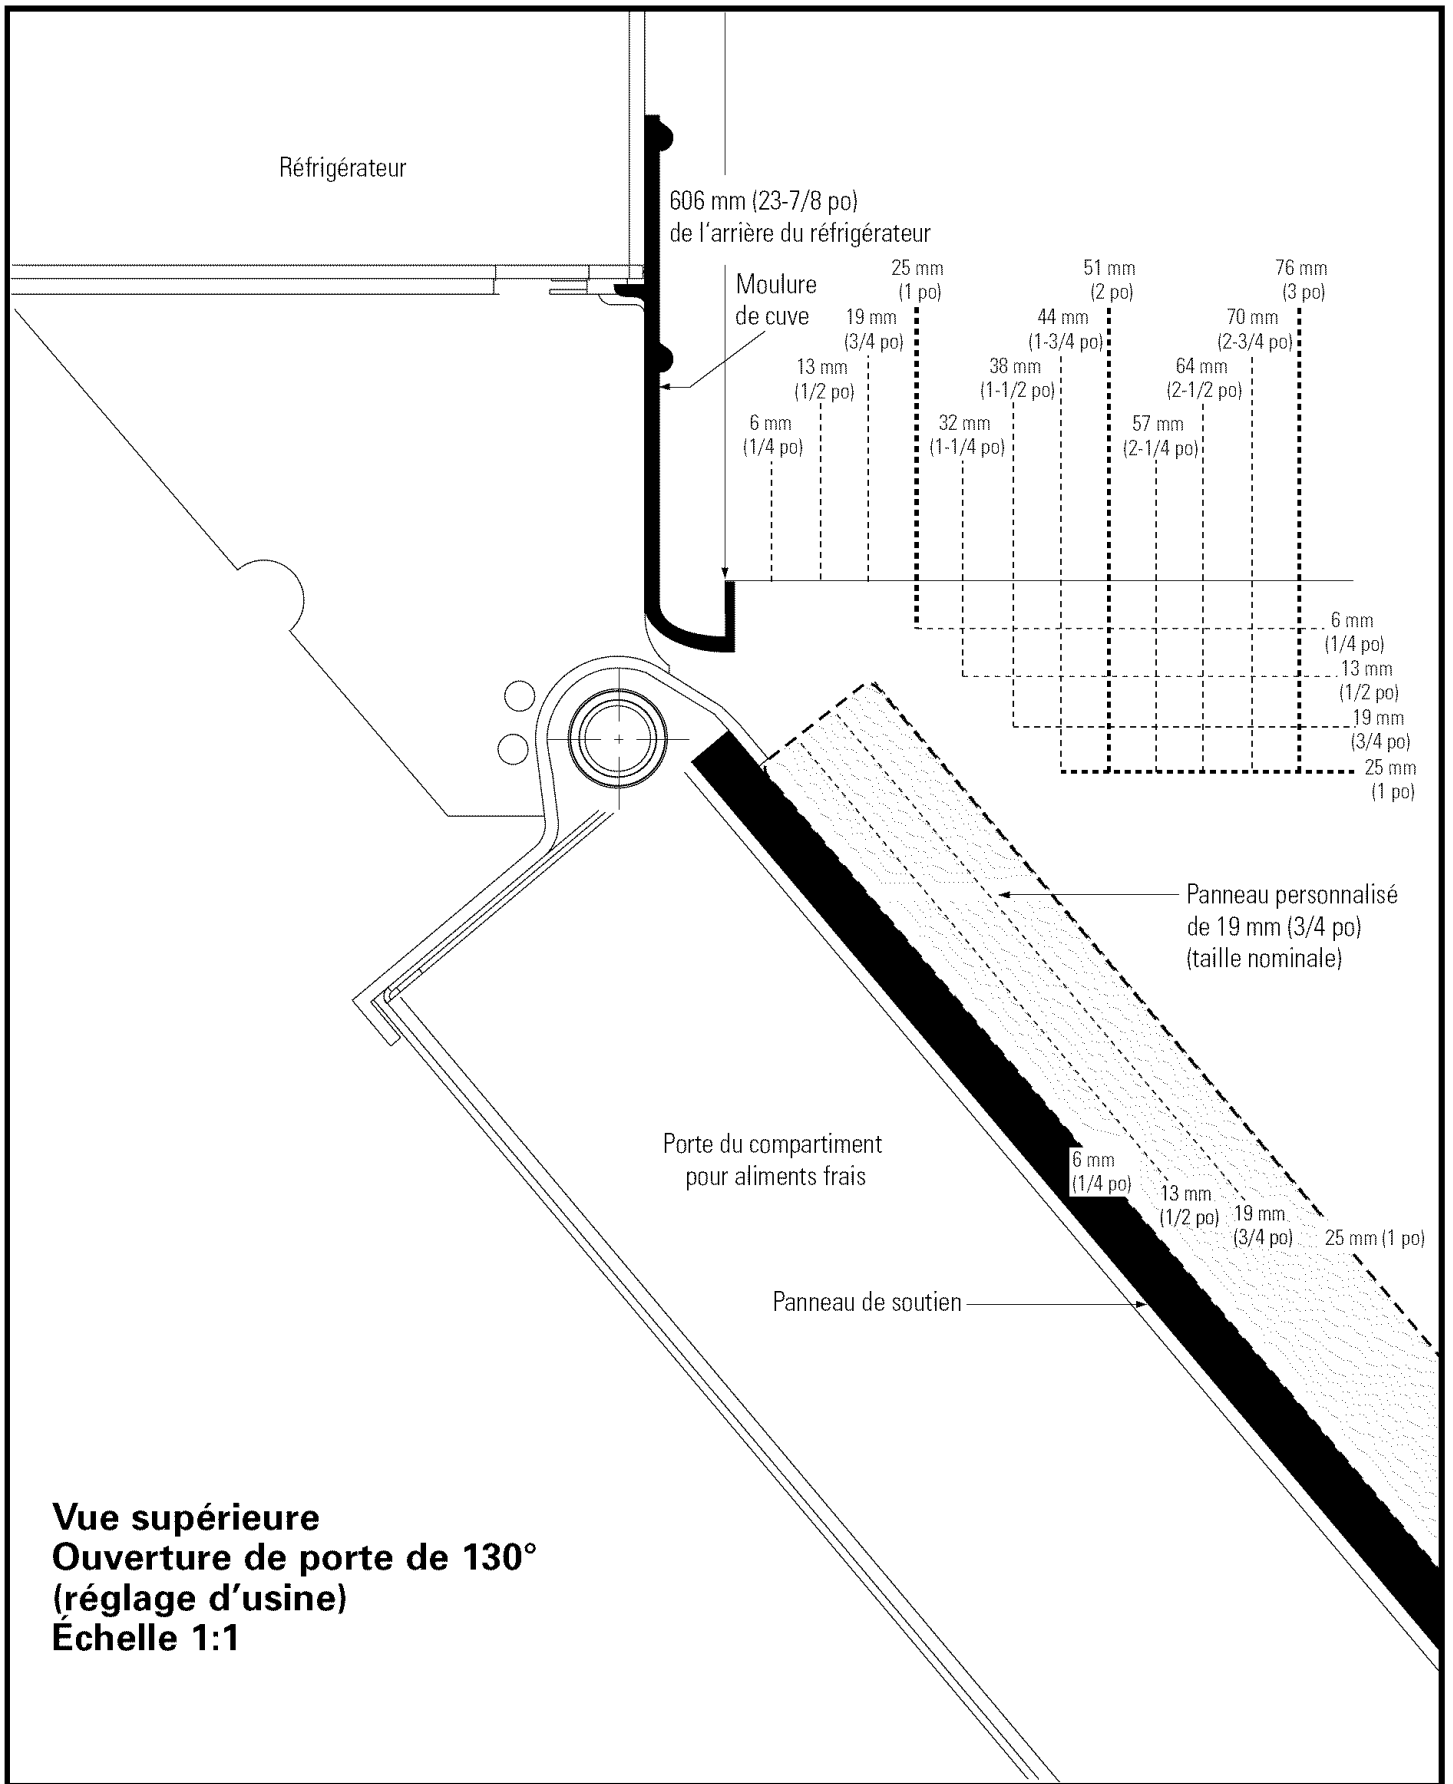 Réfrigérateur
606 mm (23-7/8 po)
de l'arrière du réfrigérateur
Moulure
de cuve
25 mm
(1 po)
51 mm
(2 po)
76 mm
(3 po)
19 mm
(3/4 po)
44 mm
(1-3/4 po)
70 mm
(2-3/4 po)
13 mm
(1/2 po)
38 mm
(1-1/2 po)
64 mm
(2-1/2 po)
6 mm
(1/4 po)
32 mm
(1-1/4 po)
57 mm
(2-1/4 po)
6 mm
(1/4 po)
13 mm
(1/2 po)
19 mm
(3/4 po)
25 mm
(1 po)
Panneau personnalisé
de 19 mm (3/4 po)
(taille nominale)
Porte du compartiment
pour aliments frais
6 mm
(1/4 po)
13 mm
(1/2 po)
19 mm
(3/4 po)
25 mm (1 po)
Panneau de soutien
Vue supérieure
Ouverture de porte de 130°
(réglage d'usine)
Échelle 1:1